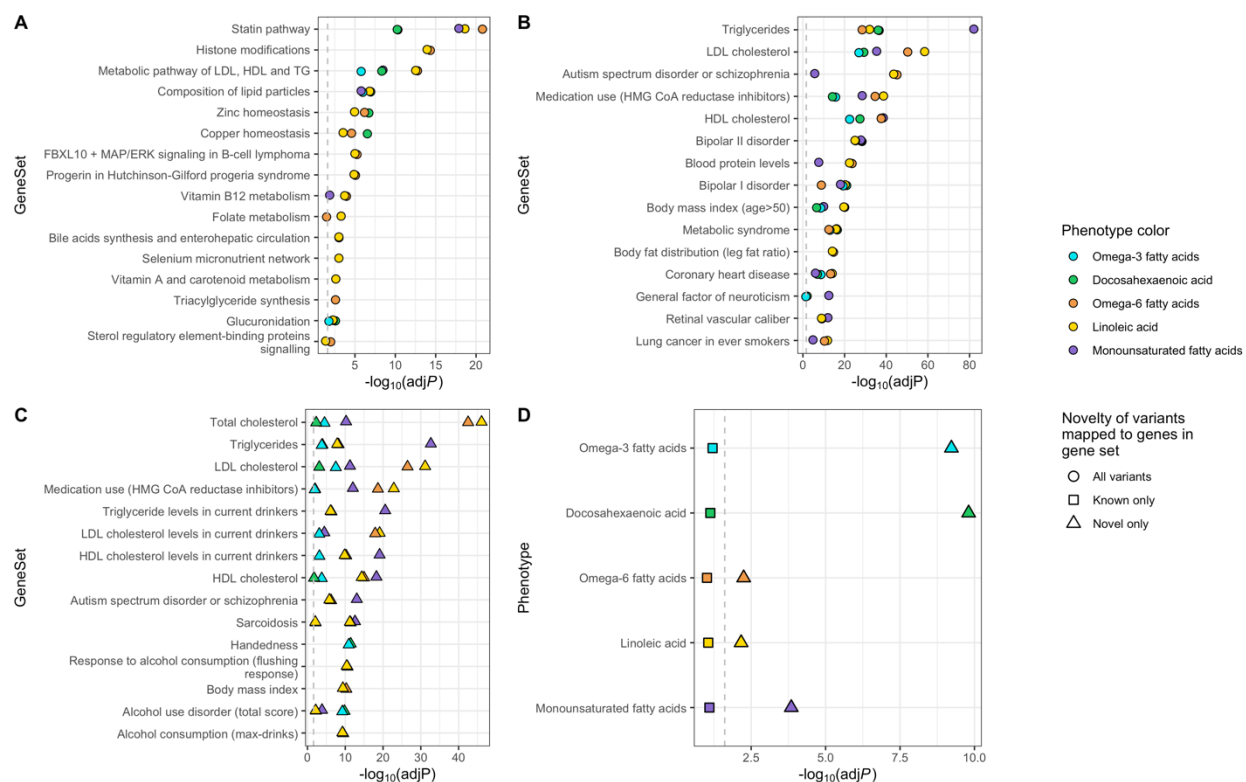 A
GeneSet
Statin pathway
Histone modifications
Metabolic pathway of LDL, HDL and TG
Composition of lipid particles
Zinc homeostasis
Copper homeostasis
FBXL10 + MAP/ERK signaling in B-cell lymphoma
Progerin in Hutchinson-Gilford progeria syndrome
Vitamin B12 metabolism
Folate metabolism
Bile acids synthesis and enterohepatic circulation
Selenium micronutrient network
Vitamin A and carotenoid metabolism
Triacylglyceride synthesis
Glucuronidation
Sterol regulatory element-binding proteins
signalling
5 10 15 20
-log10(adjP)
B
GeneSet
Triglycerides
LDL cholesterol
Autism spectrum disorder or schizophrenia
Medication use (HMG CoA reductase inhibitors)
HDL cholesterol
Bipolar II disorder
Blood protein levels
Bipolar I disorder
Body mass index (age>50)
Metabolic syndrome
Body fat distribution (leg fat ratio)
Coronary heart disease
General factor of neuroticism
Retinal vascular caliber
Lung cancer in ever smokers
0 20 40 60 80
-log10(adjP)
Phenotype color
Omega-3 fatty acids
Docosahexaenoic acid
Omega-6 fatty acids
Linoleic acid
Monounsaturated fatty acids
C
GeneSet
Total cholesterol
Triglycerides
LDL cholesterol
Medication use (HMG CoA reductase inhibitors)
Triglyceride levels in current drinkers
LDL cholesterol levels in current drinkers
HDL cholesterol levels in current drinkers
HDL cholesterol
Autism spectrum disorder or schizophrenia
Sarcoidosis
Handedness
Response to alcohol consumption (flushing
response)
Body mass index
Alcohol use disorder (total score)
Alcohol consumption (max-drinks)
0 10 20 30 40
-log10(adjP)
D
Phenotype
Omega-3 fatty acids
Docosahexaenoic acid
Omega-6 fatty acids
Linoleic acid
Monounsaturated fatty acids
2.5 5.0 7.5 10.0
-log10(adjP)
Novelty of variants
mapped to genes in
gene set
All variants
Known only
Novel only